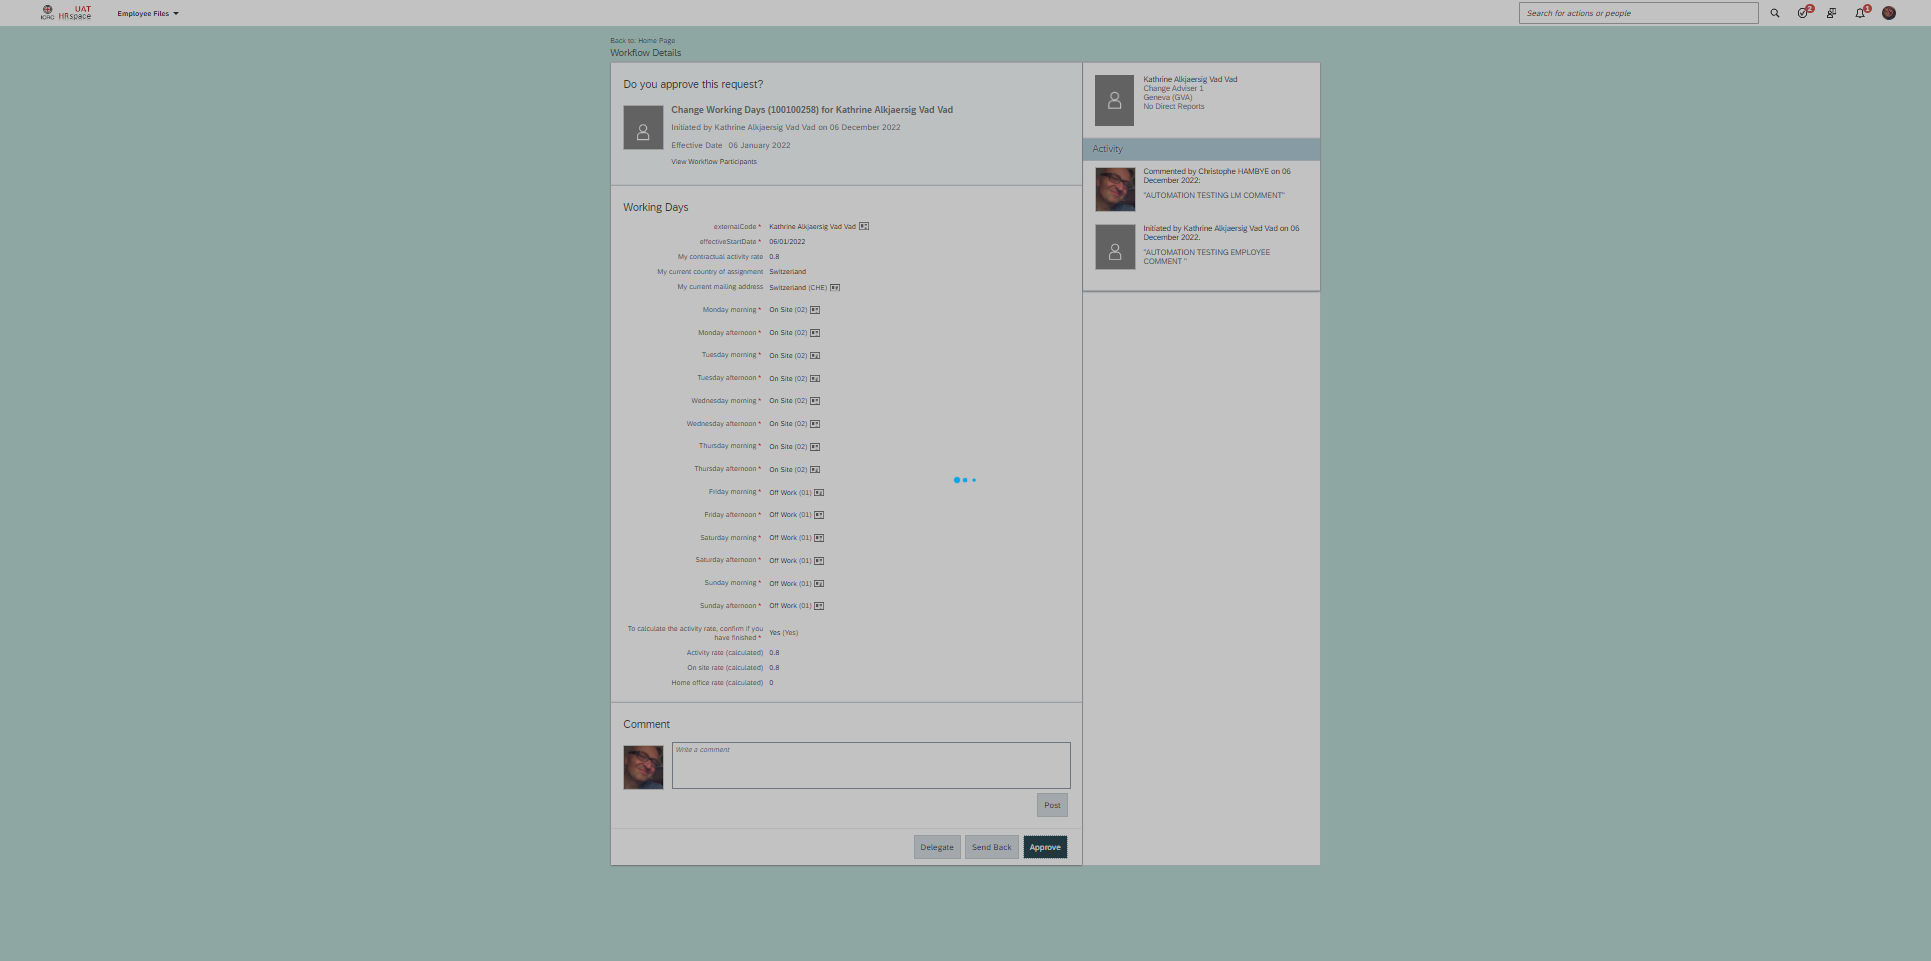 ICRC
UAT
HRspace
Employee Files
Search for actions or people
2
1
Back to: Home Page
Workflow Details
Do you approve this request?
Change Working Days (100100258) for Kathrine Alkjaersig Vad Vad
Initiated by Kathrine Alkjaersig Vad Vad on 06 December 2022
Effective Date 06 January 2022
View Workflow Participants
Working Days
externalCode * Kathrine Alkjaersig Vad Vad
effectiveStartDate * 06/01/2022
My contractual activity rate 0.8
My current country of assignment Switzerland
My current mailing address Switzerland (CHE)
Monday morning * On Site (02)
Monday afternoon * On Site (02)
Tuesday morning * On Site (02)
Tuesday afternoon * On Site (02)
Wednesday morning * On Site (02)
Wednesday afternoon * On Site (02)
Thursday morning * On Site (02)
Thursday afternoon * On Site (02)
Friday morning * Off Work (01)
Friday afternoon * Off Work (01)
Saturday morning * Off Work (01)
Saturday afternoon * Off Work (01)
Sunday morning * Off Work (01)
Sunday afternoon * Off Work (01)
To calculate the activity rate, confirm if you
have finished * Yes (Yes)
Activity rate (calculated) 0.8
On site rate (calculated) 0.8
Home office rate (calculated) 0
Comment
Write a comment
Post
Delegate Send Back Approve
Kathrine Alkjaersig Vad Vad
Change Adviser 1
Geneva (GVA)
No Direct Reports
Activity
Commented by Christophe HAMBYE on 06
December 2022:
"AUTOMATION TESTING LM COMMENT"
Initiated by Kathrine Alkjaersig Vad Vad on 06
December 2022.
"AUTOMATION TESTING EMPLOYEE
COMMENT "